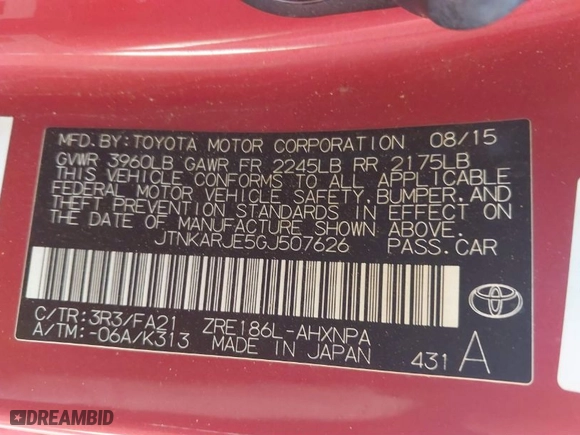 MFD. BY: TOYOTA MOTOR CORPORATION 08/15
GVWR 3960LB GAWR FR 2245LB RR 2175LB
THIS VEHICLE CONFORMS TO ALL APPLICABLE
FEDERAL MOTOR VEHICLE SAFETY, BUMPER, AND
THEFT PREVENTION STANDARDS IN EFFECT ON
THE DATE OF MANUFACTURE SHOWN ABOVE.
JTNKARJE5GJ507626 PASS. CAR
C/TR: 3R3/FA21 ZRE186L-AHXNPA
A/TM: -06A/K313 MADE IN JAPAN
431 A
DREAMBID